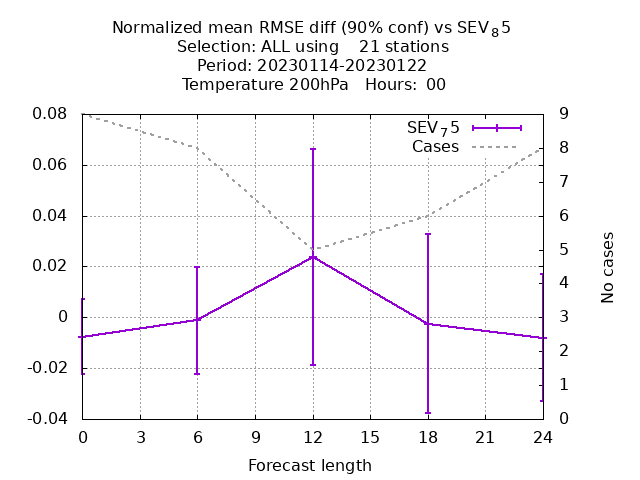 Normalized mean RMSE diff (90% conf) vs SEV₈5
Selection: ALL using    21 stations
Period: 20230114-20230122
Temperature 200hPa   Hours:  00
SEV₇5
Cases
0.08
0.06
0.04
0.02
0
-0.02
-0.04
9
8
7
6
5
4
3
2
1
0
No cases
0 3 6 9 12 15 18 21 24
Forecast length